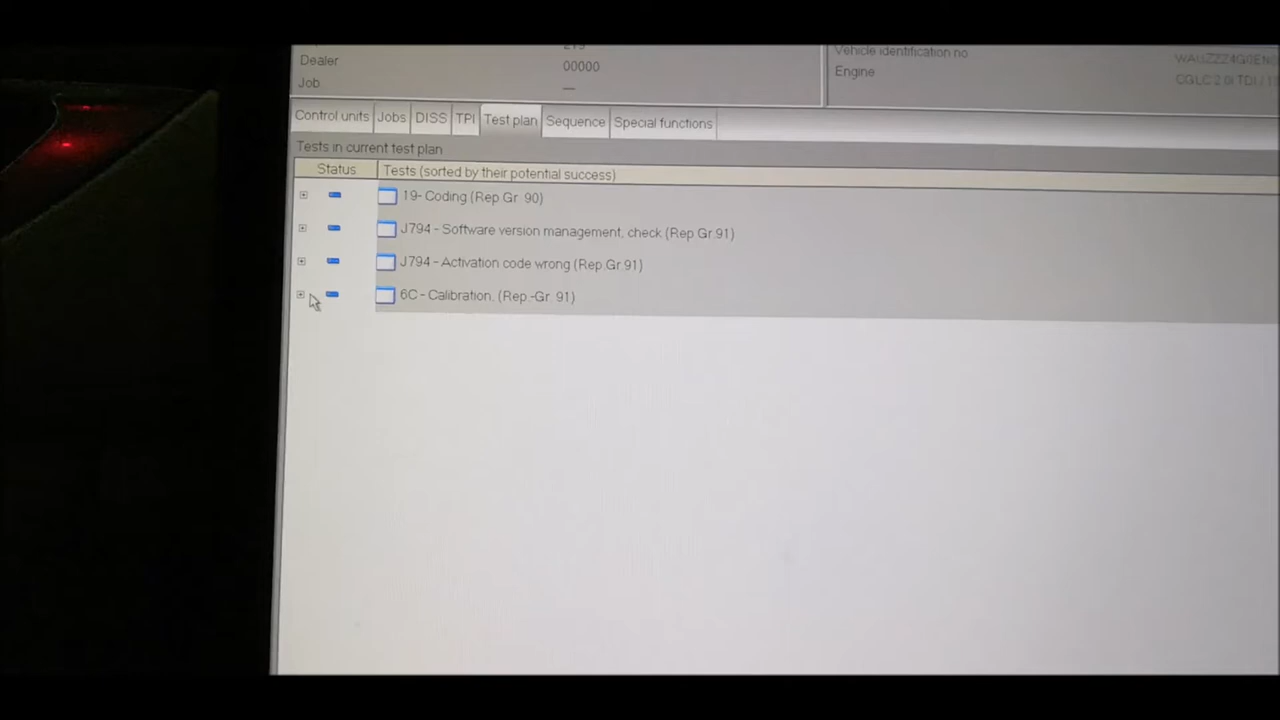 Dealer
00000
Job
---
Vehicle identification no
Engine
Control units
Jobs
DISS
TPI
Test plan
Sequence
Special functions
Tests in current test plan
Status
Tests (sorted by their potential success)
19- Coding (Rep Gr. 90)
J794 - Software version management, check (Rep Gr.91)
J794 - Activation code wrong (Rep.Gr.91)
6C - Calibration, (Rep.-Gr. 91)